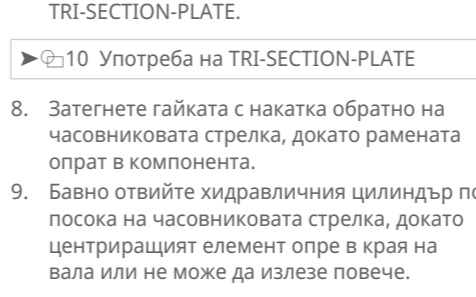 TRI-SECTION-PLATE.
➤10 Употреба на TRI-SECTION-PLATE
8. Затегнете гайката с накатка обратно на
часовниковата стрелка, докато рамената
опрат в компонента.
9. Бавно отвийте хидравличния цилиндър по
посока на часовниковата стрелка, докато
центриращият елемент опре в края на
вала или не може да излезе повече.